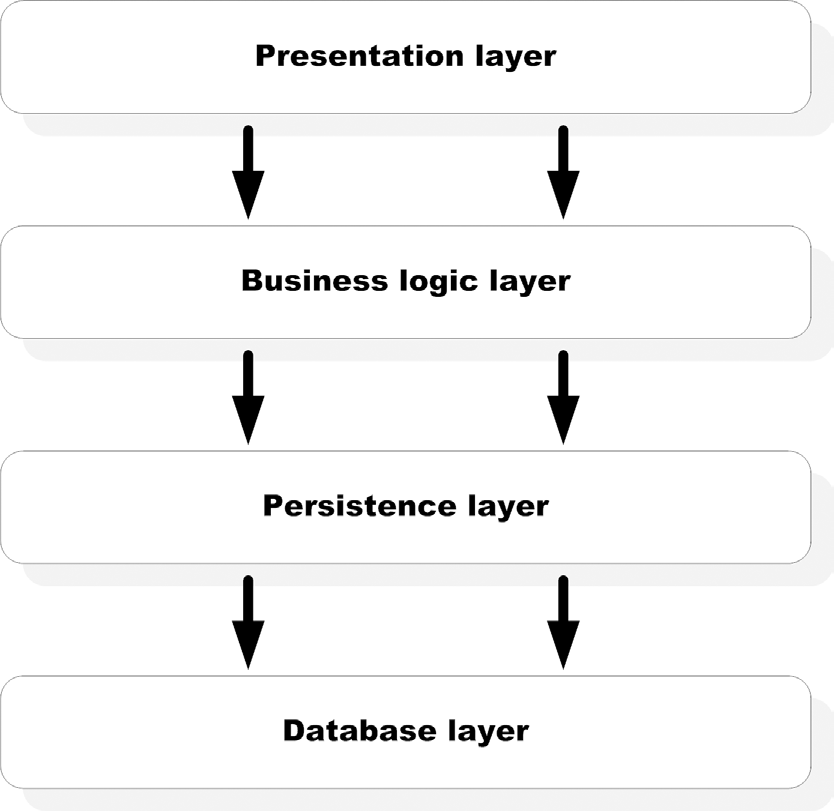 Presentation layer
Business logic layer
Persistence layer
Database layer